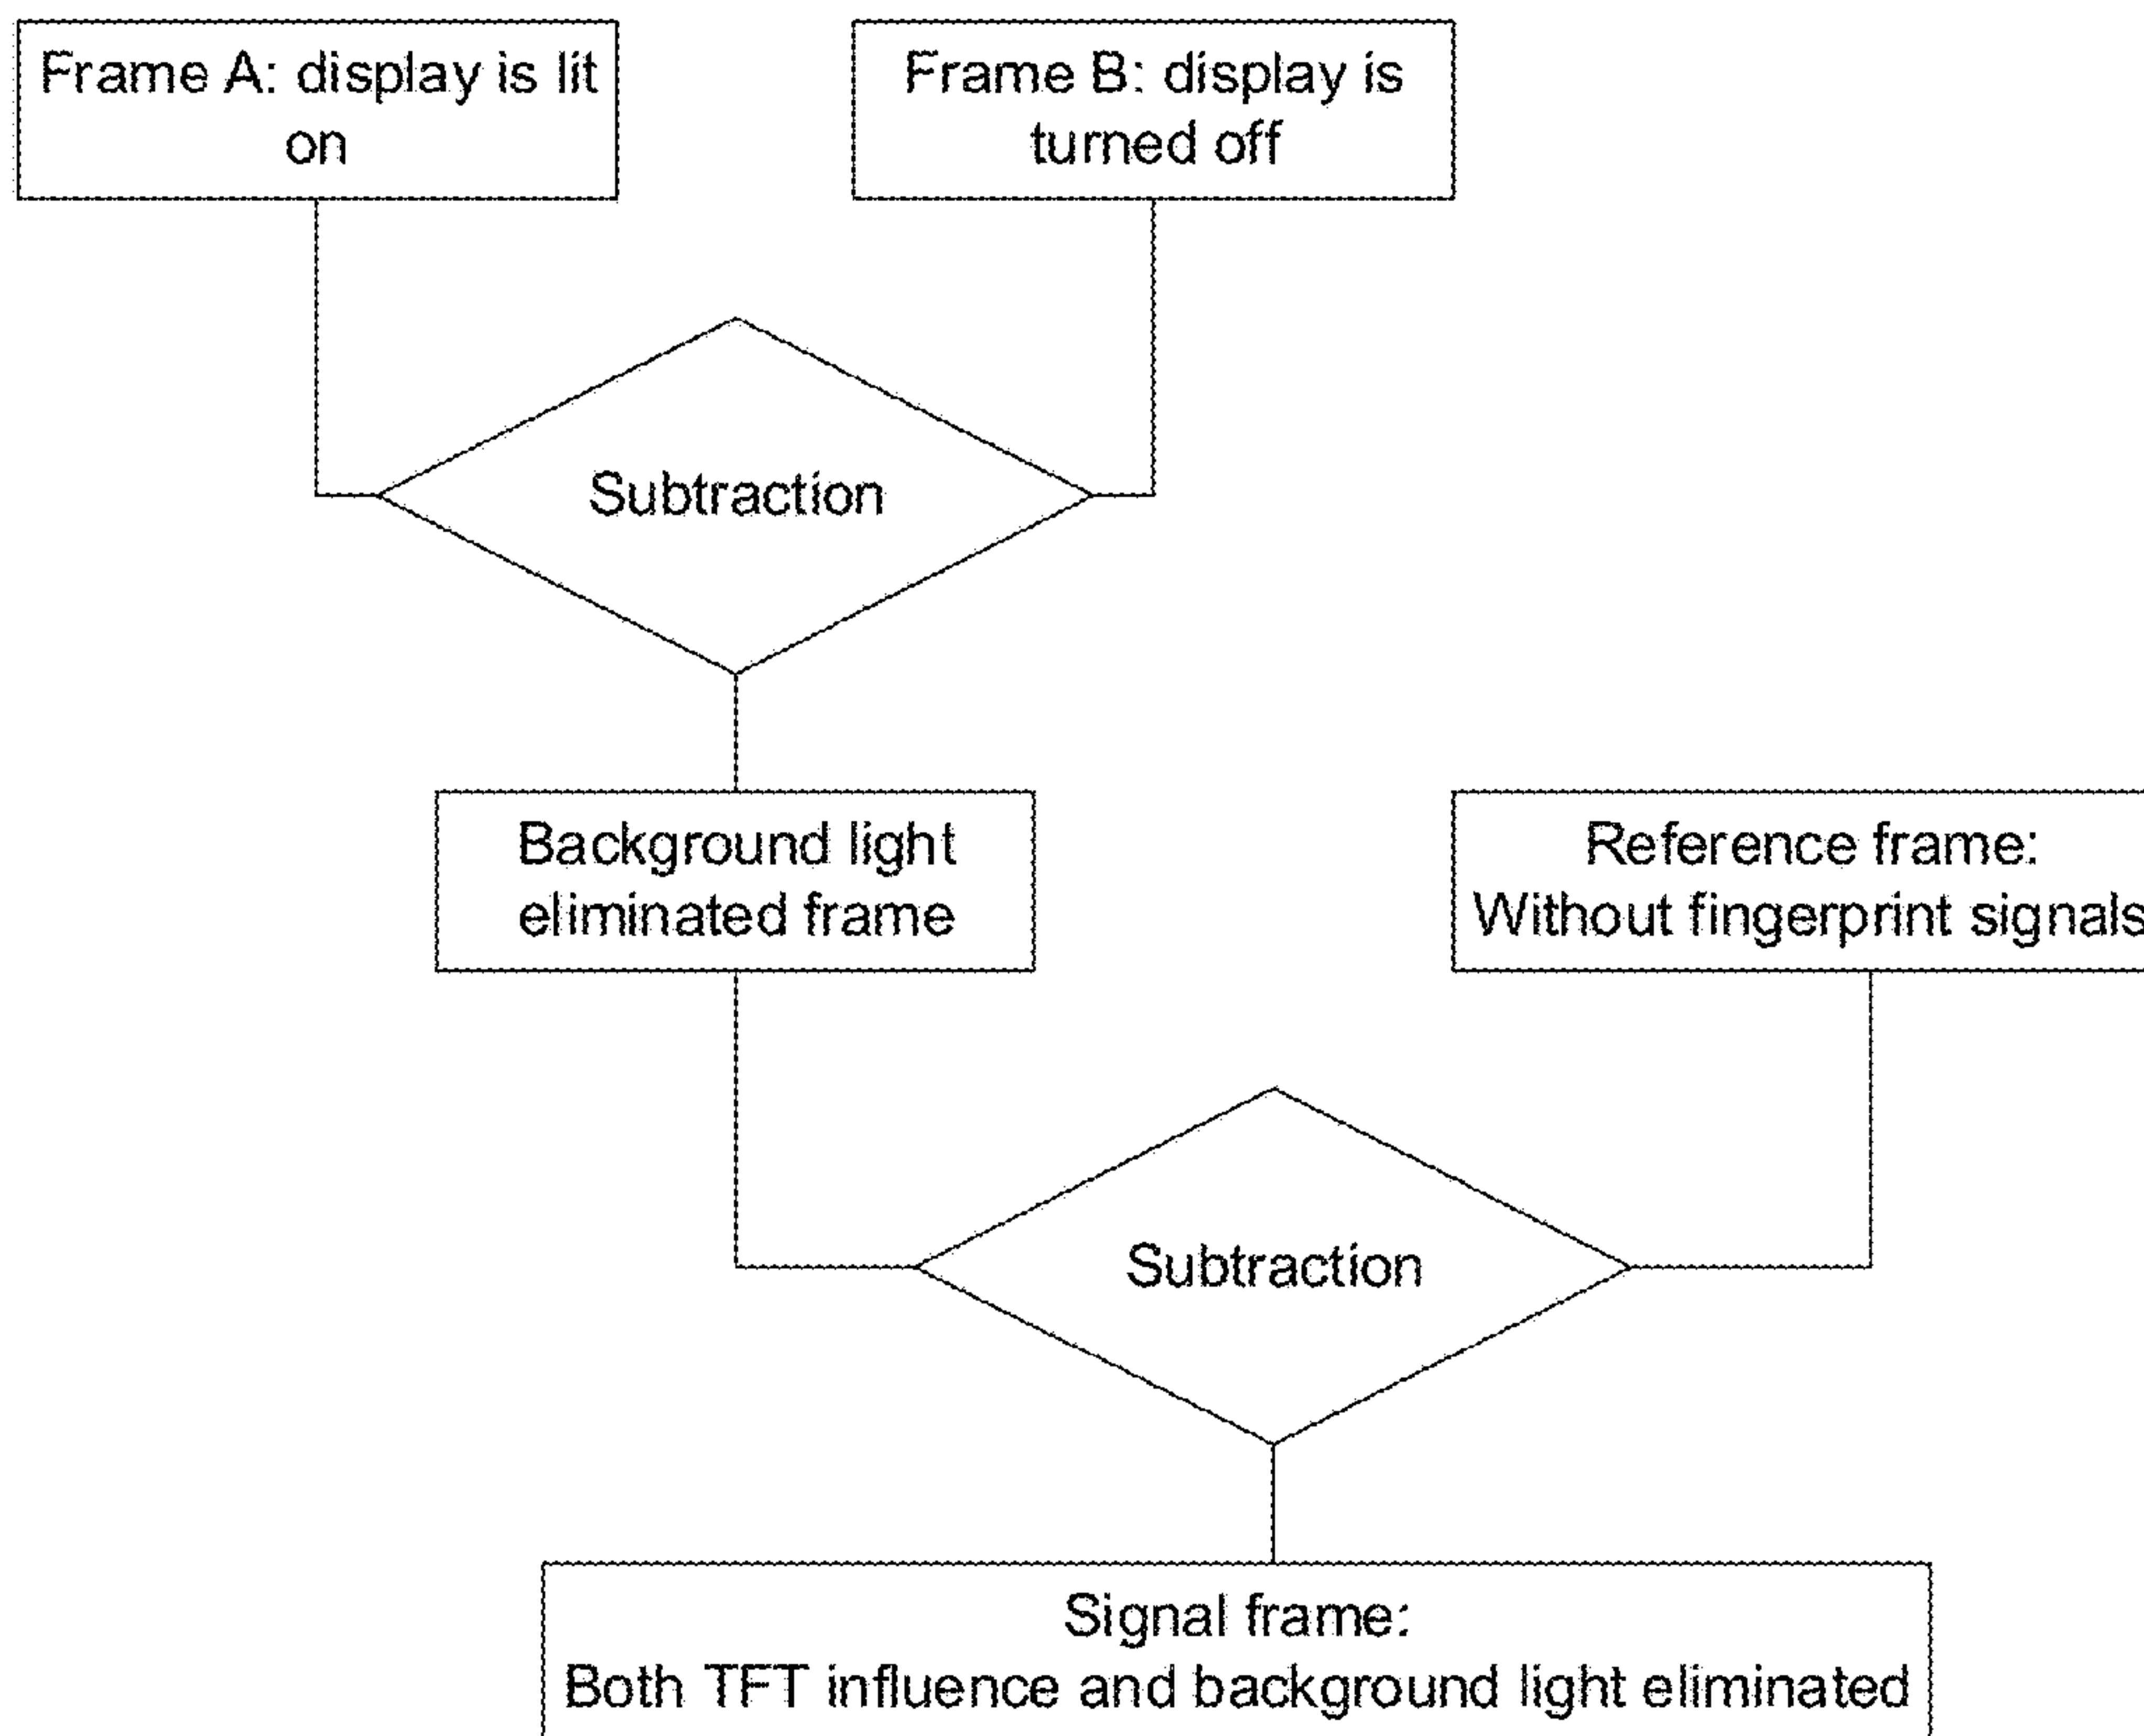 Frame A: display is lit
on
Frame B: display is
turned off
Subtraction
Background light
eliminated frame
Reference frame:
Without fingerprint signals
Subtraction
Signal frame:
Both TFT influence and background light eliminated